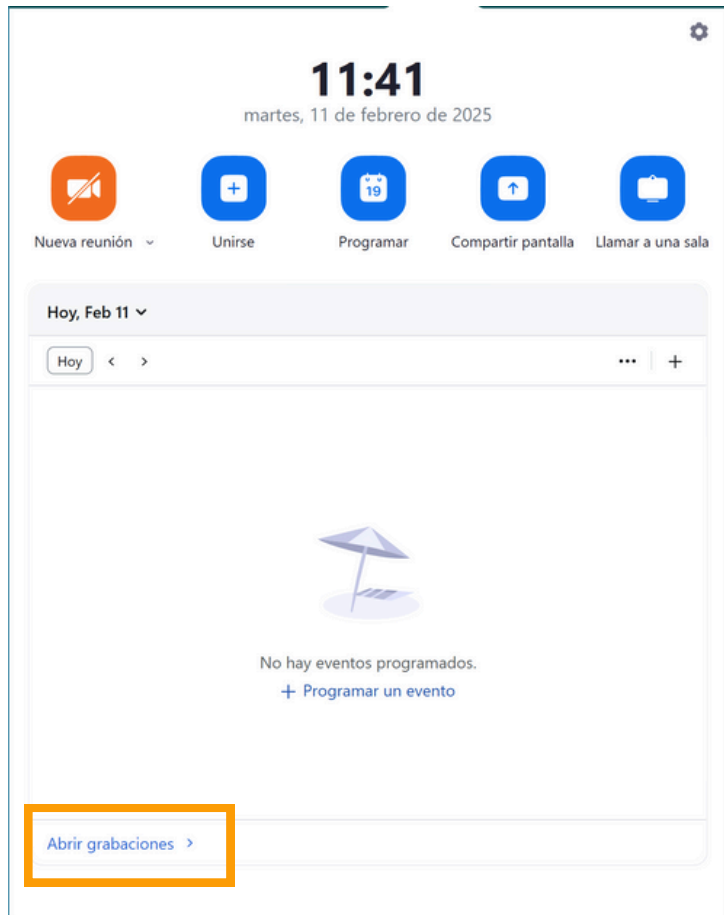 11:41
martes, 11 de febrero de 2025
19
Nueva reunión
Unirse
Programar
Compartir pantalla
Llamar a una sala
Hoy, Feb 11
Hoy
No hay eventos programados.
+ Programar un evento
Abrir grabaciones